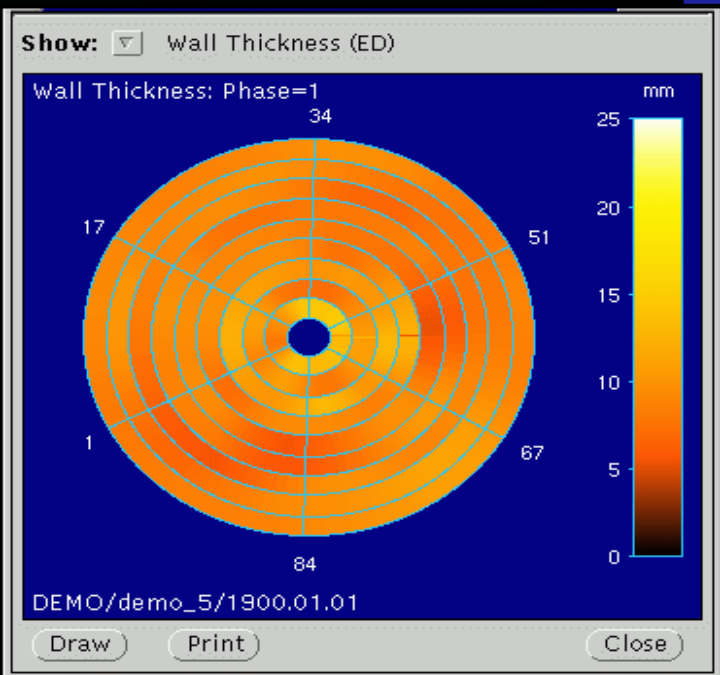 Show: Wall Thickness (ED)
Wall Thickness: Phase=1
mm
34
25
20
17
51
15
10
1
67
5
84
0
DEMO/demo_5/1900.01.01
Draw Print Close